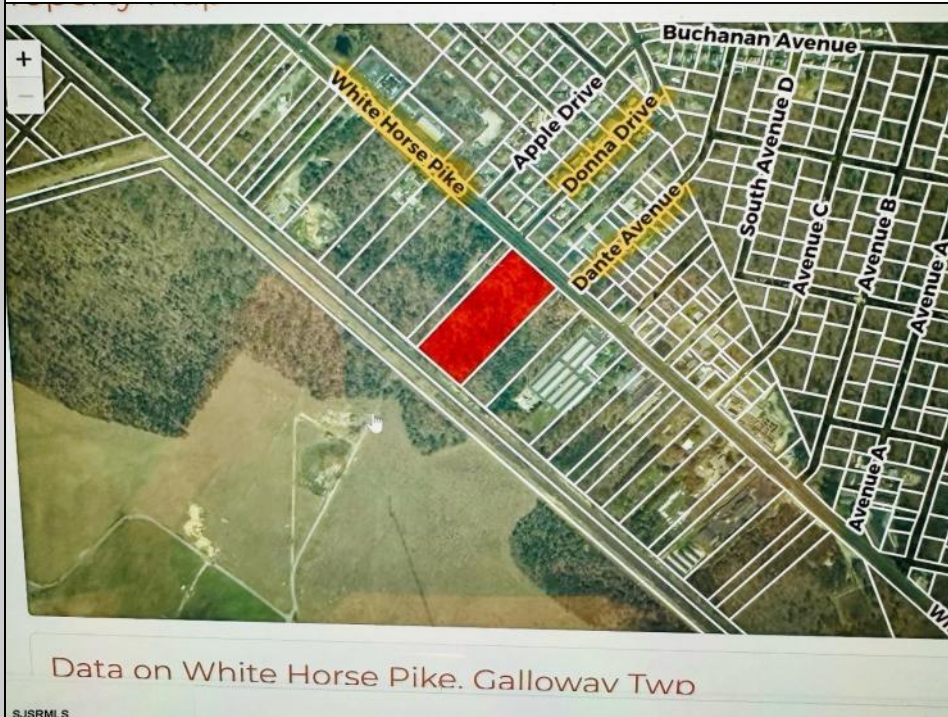 +
Buchanan Avenue
White Horse Pike
Apple Drive
Donna Drive
Dante Avenue
South Avenue D
Avenue C
Avenue B
Avenue A
Avenue A
Data on White Horse Pike, Galloway Twp
SJSRMLS